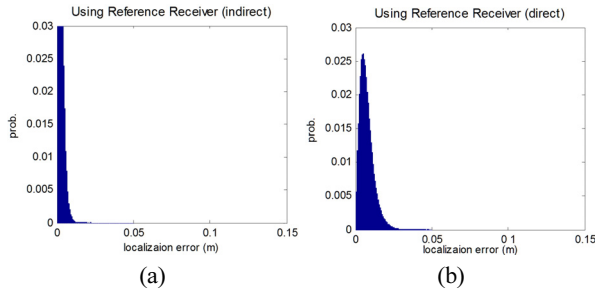 Using Reference Receiver (indirect)
0.03
0.025
0.02
0.015
0.01
0.005
0
prob.
0
0.05
0.1
0.15
localizaion error (m)
(a)
Using Reference Receiver (direct)
0.03
0.025
0.02
0.015
0.01
0.005
0
prob.
0
0.05
0.1
0.15
localizaion error (m)
(b)